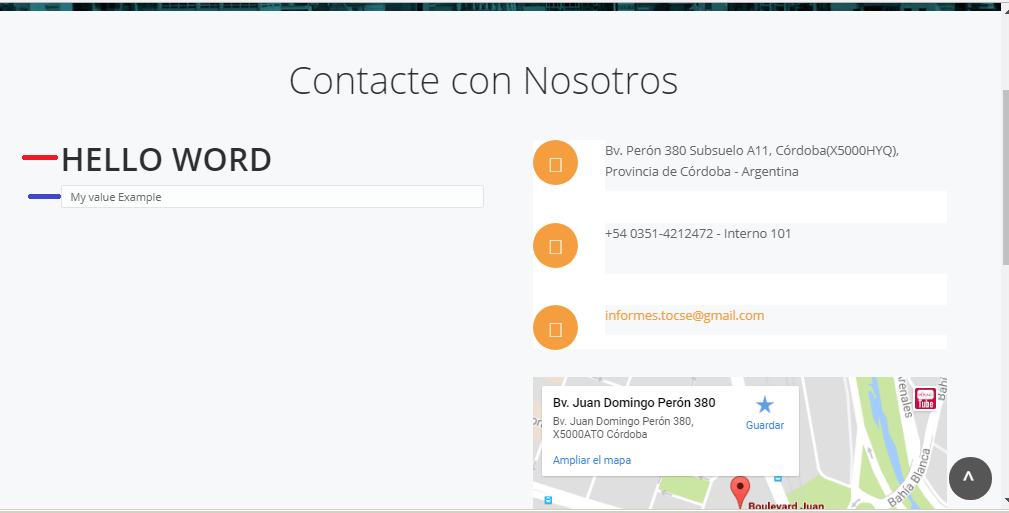 Contacte con Nosotros
HELLO WORD
My value Example
Bv. Perón 380 Subsuelo A11, Córdoba(X5000HYQ),
Provincia de Córdoba - Argentina
+54 0351-4212472 - Interno 101
informes.tocse@gmail.com
Bv. Juan Domingo Perón 380
Bv. Juan Domingo Perón 380,
X5000ATO Córdoba
Guardar
Ampliar el mapa
Tube
Bahía Blanca
Boulevard Juan